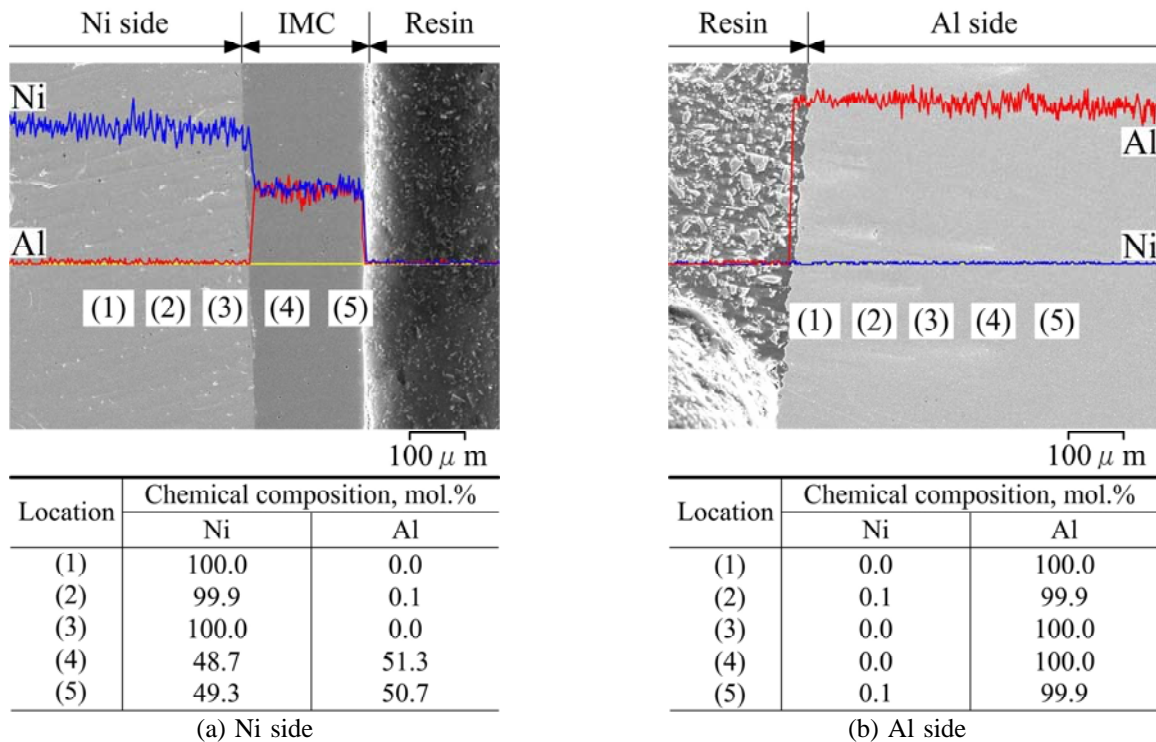 Ni side IMC Resin
Ni
Al
(1) (2) (3) (4) (5)
100 μ m
Location Chemical composition, mol.%
Ni Al
(1) 100.0 0.0
(2) 99.9 0.1
(3) 100.0 0.0
(4) 48.7 51.3
(5) 49.3 50.7
(a) Ni side
Resin Al side
Al
Ni
(1) (2) (3) (4) (5)
100 μ m
Location Chemical composition, mol.%
Ni Al
(1) 0.0 100.0
(2) 0.1 99.9
(3) 0.0 100.0
(4) 0.0 100.0
(5) 0.1 99.9
(b) Al side